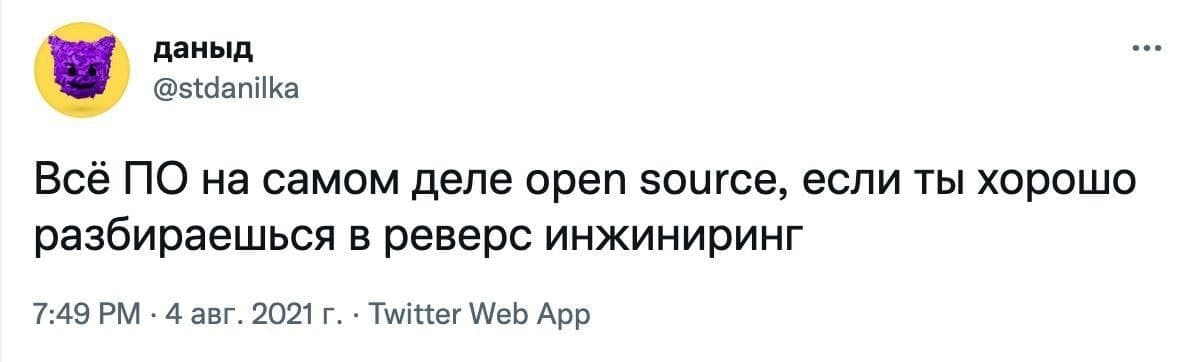 даныд
@stdanilka
Всё ПО на самом деле open source, если ты хорошо
разбираешься в реверс инжиниринг
7:49 PM · 4 авг. 2021 г. · Twitter Web App